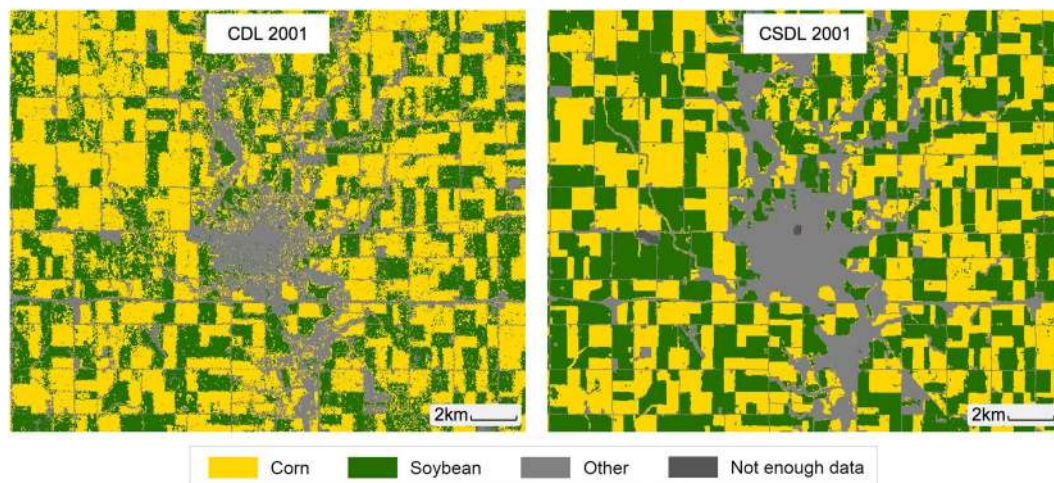 CDL 2001
CSDL 2001
2km
2km
Corn
Soybean
Other
Not enough data